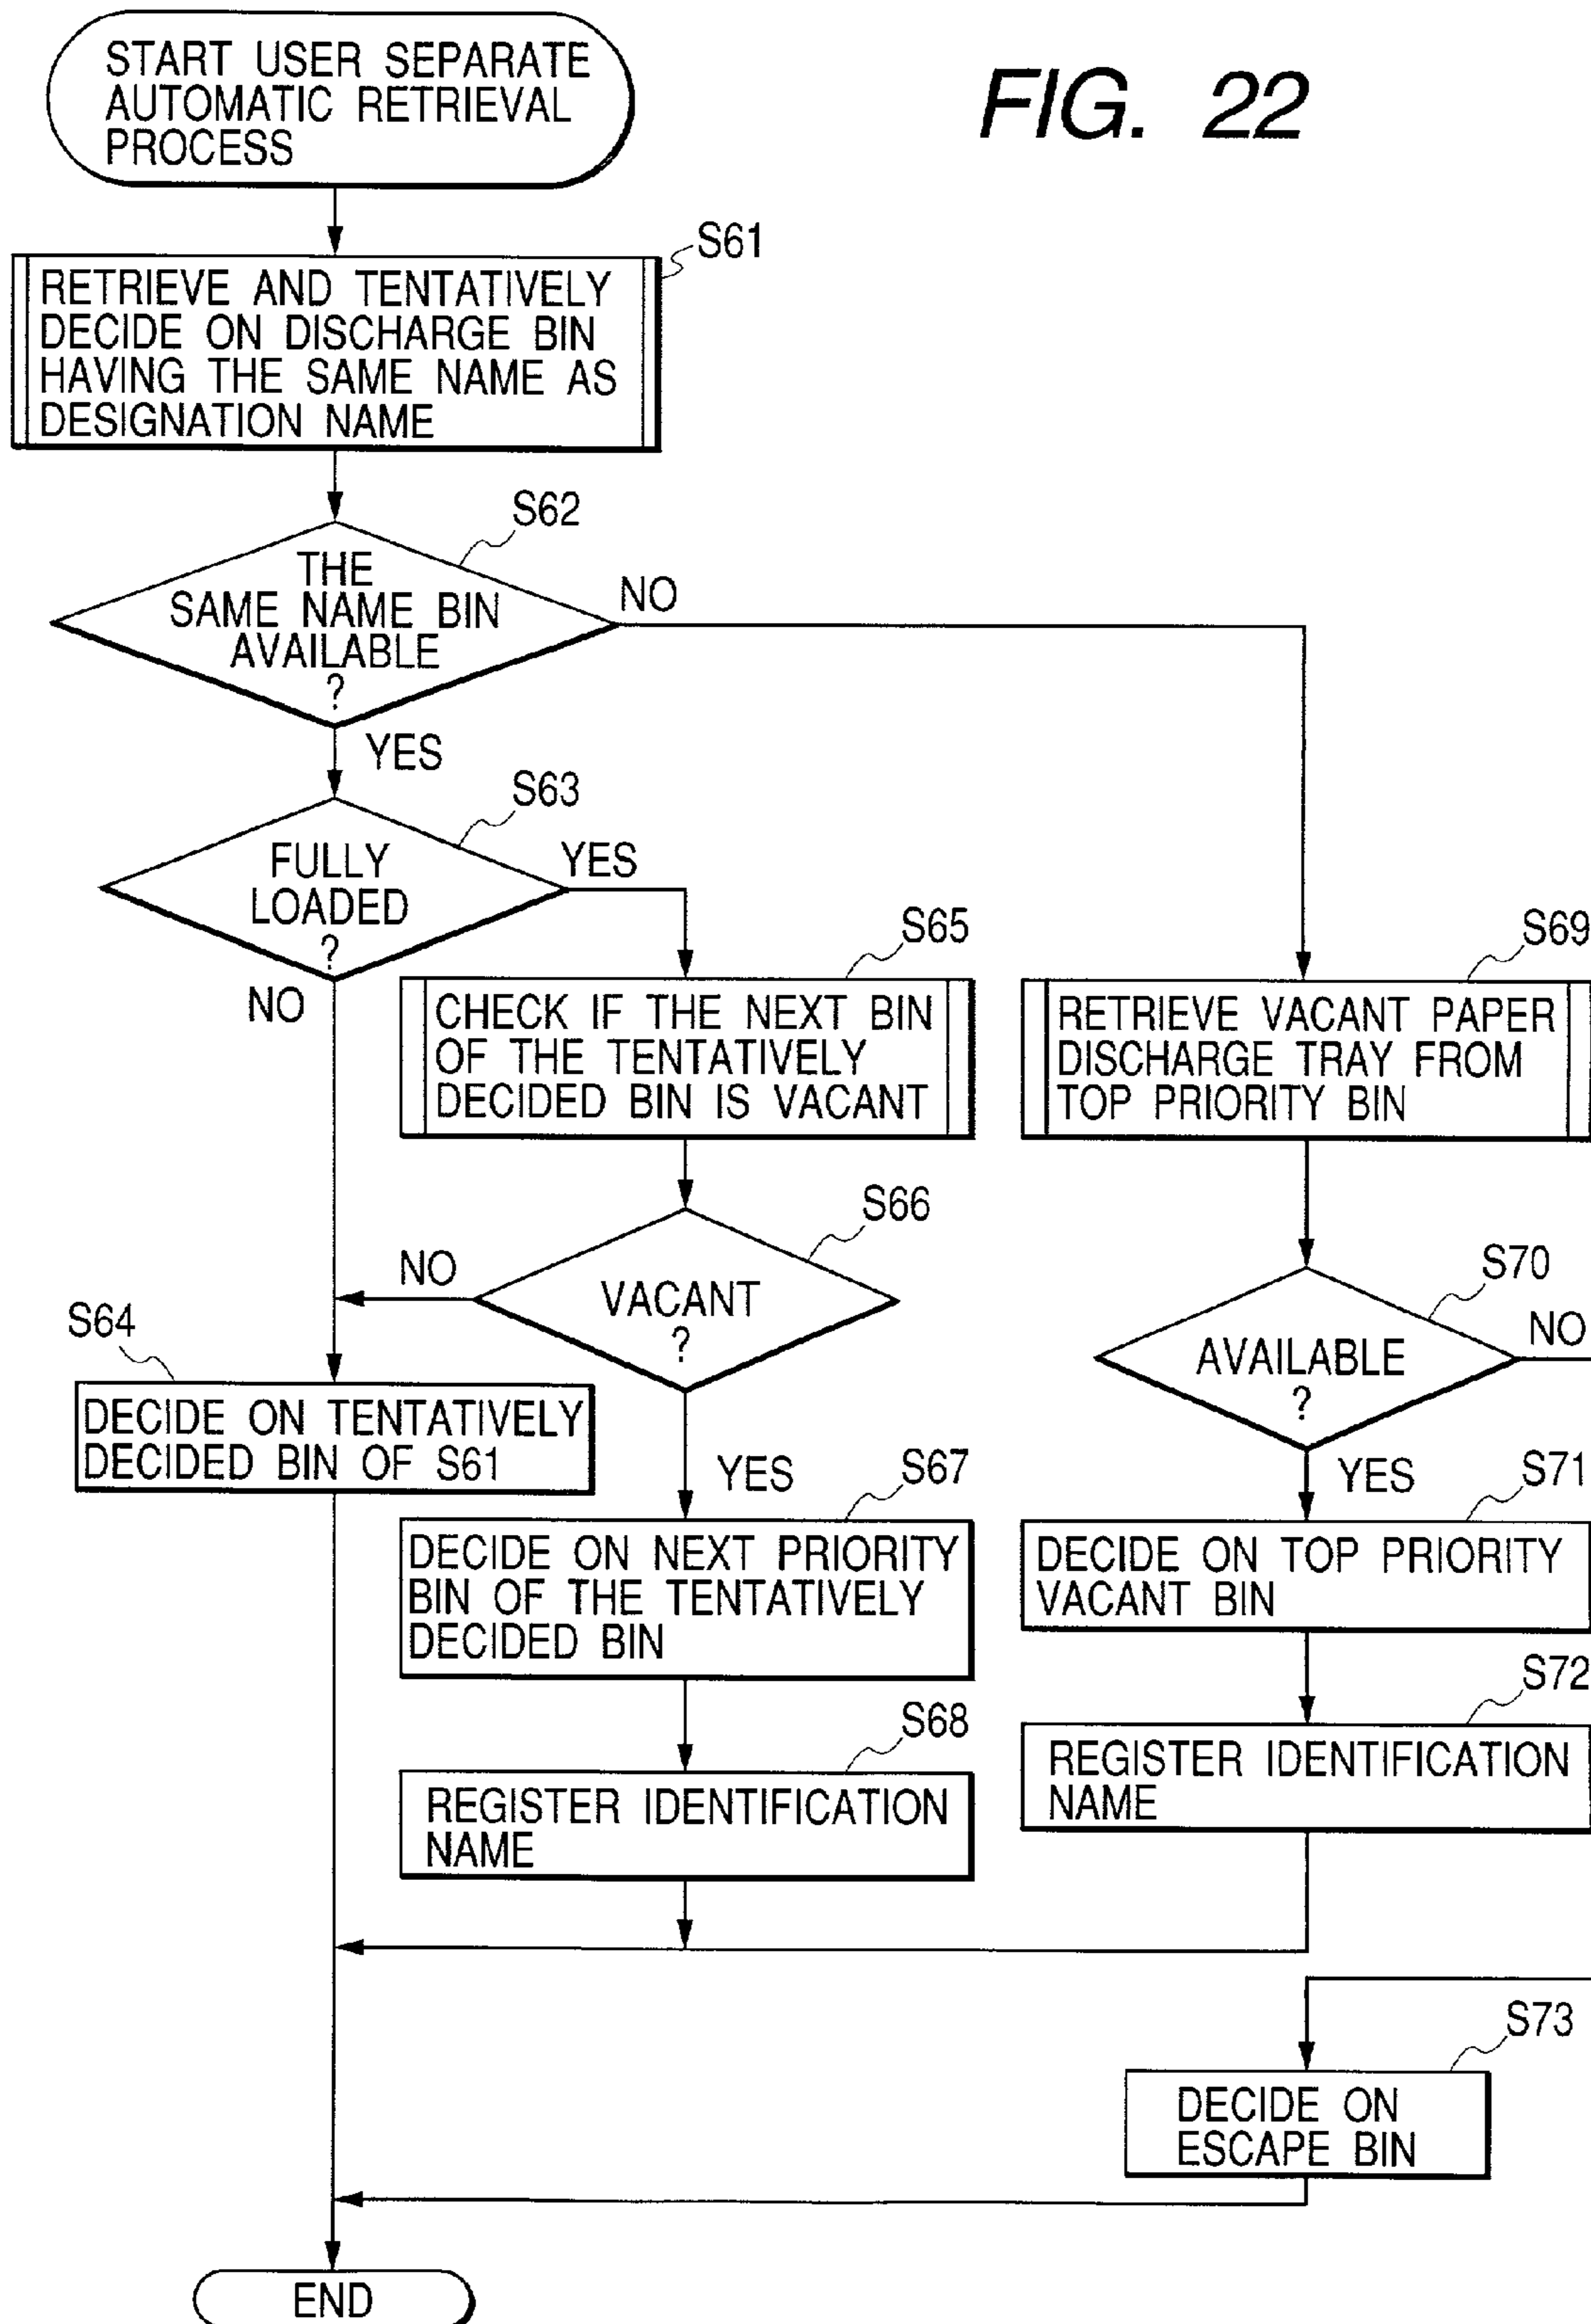 FIG. 22
START USER SEPARATE
AUTOMATIC RETRIEVAL
PROCESS
S61
RETRIEVE AND TENTATIVELY
DECIDE ON DISCHARGE BIN
HAVING THE SAME NAME AS
DESIGNATION NAME
S62
THE
SAME NAME BIN
AVAILABLE
?
NO
YES
S63
FULLY
LOADED
?
YES
NO
S65
CHECK IF THE NEXT BIN
OF THE TENTATIVELY
DECIDED BIN IS VACANT
S69
RETRIEVE VACANT PAPER
DISCHARGE TRAY FROM
TOP PRIORITY BIN
S66
VACANT
?
NO
YES
S70
AVAILABLE
?
NO
YES
S64
DECIDE ON TENTATIVELY
DECIDED BIN OF S61
S67
DECIDE ON NEXT PRIORITY
BIN OF THE TENTATIVELY
DECIDED BIN
S71
DECIDE ON TOP PRIORITY
VACANT BIN
S68
REGISTER IDENTIFICATION
NAME
S72
REGISTER IDENTIFICATION
NAME
S73
DECIDE ON
ESCAPE BIN
END